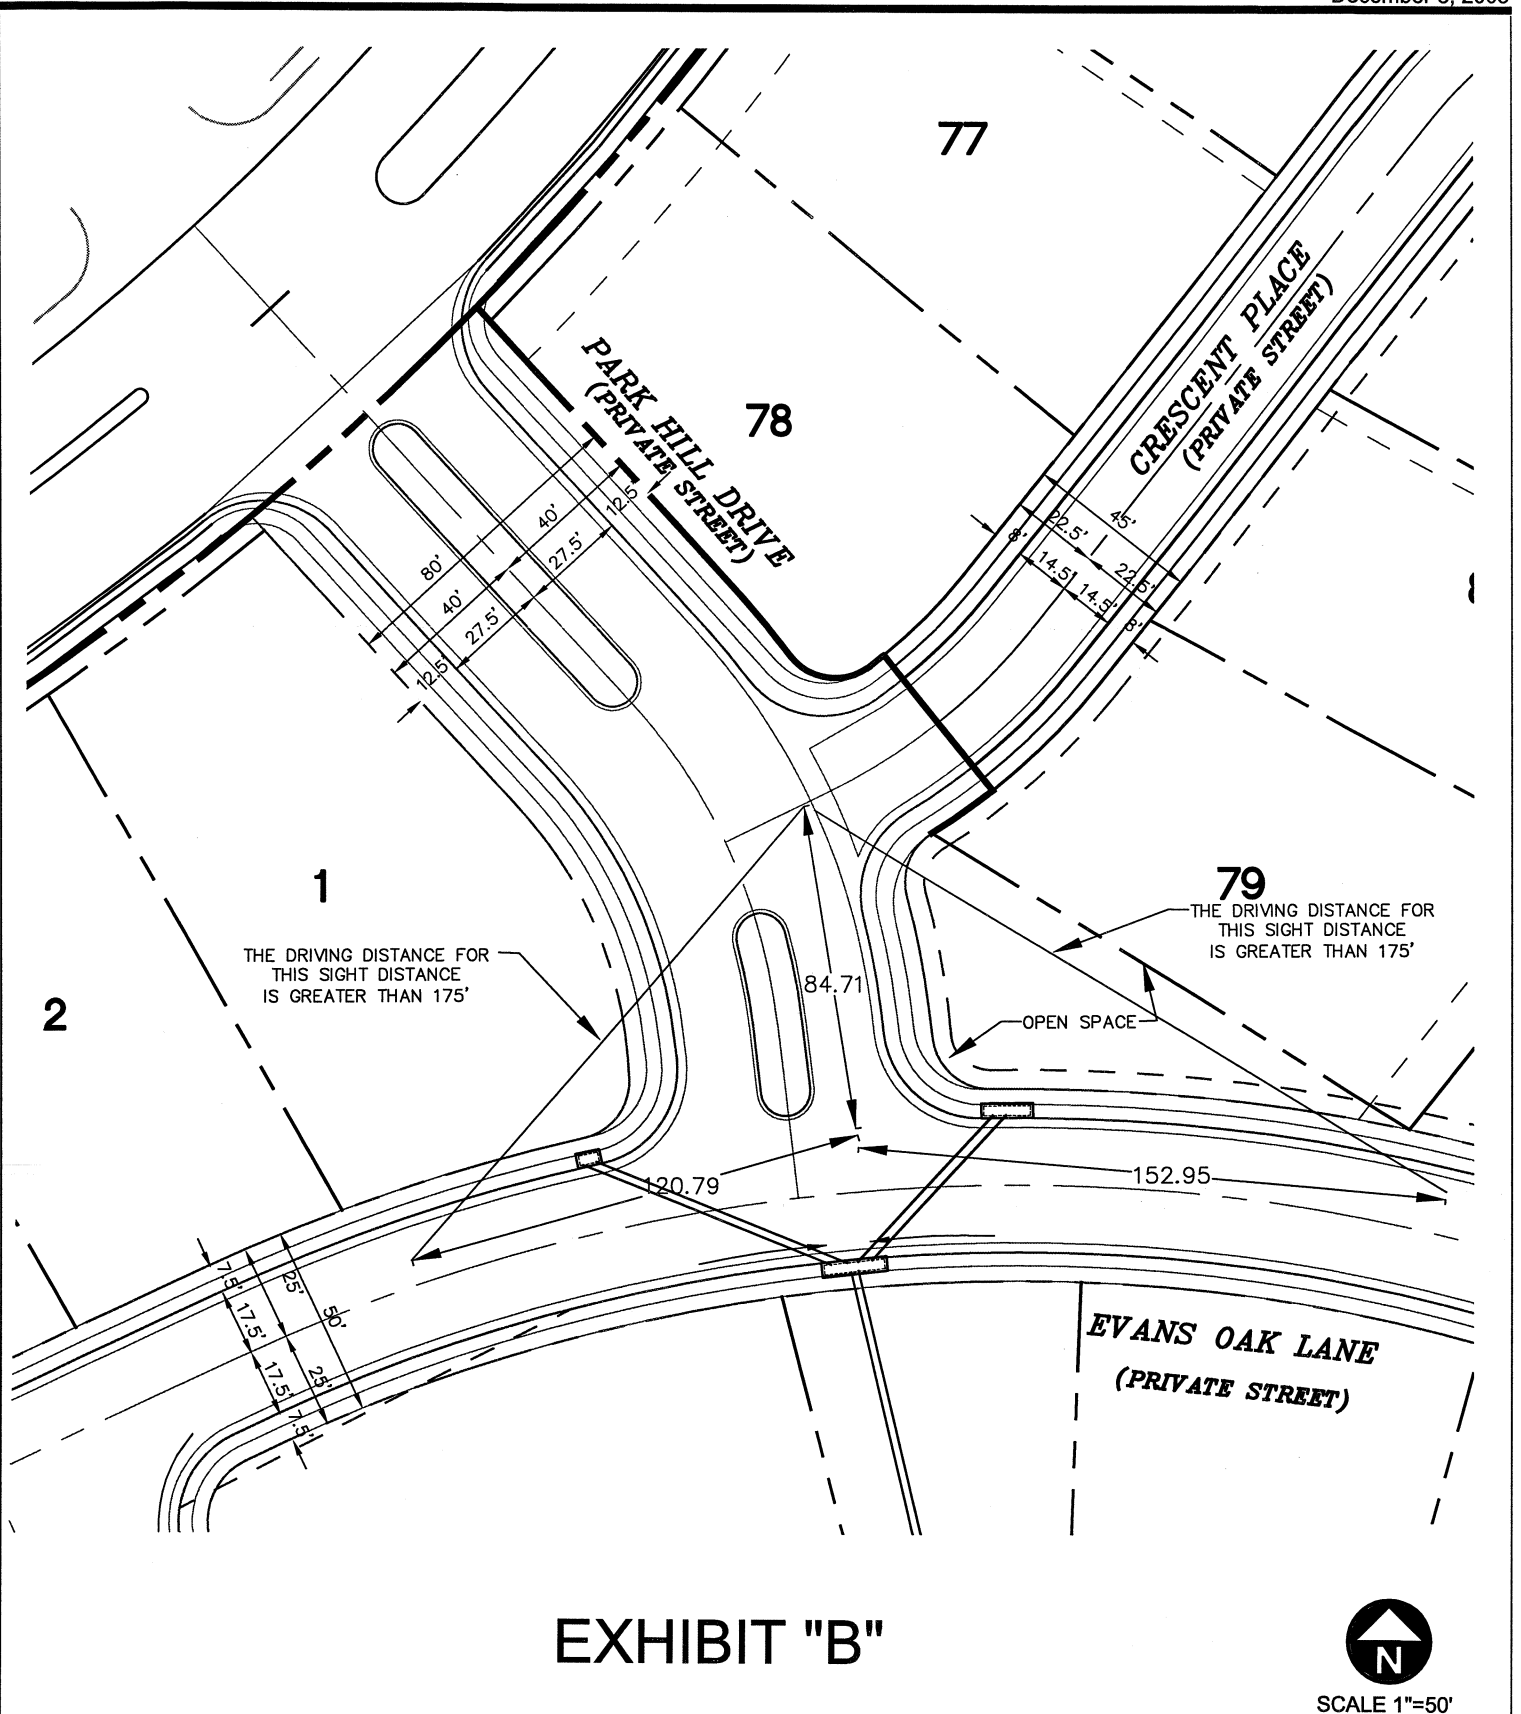 77
CRESCENT PLACE
(PRIVATE STREET)
PARK HILL DRIVE
(PRIVATE STREET)
78
12.5'
40'
27.5'
80'
40'
27.5'
12.5'
45'
22.5'
8'
14.5'
22.5'
14.5'
8'
79
THE DRIVING DISTANCE FOR
THIS SIGHT DISTANCE
IS GREATER THAN 175'
1
THE DRIVING DISTANCE FOR
THIS SIGHT DISTANCE
IS GREATER THAN 175'
84.71
2
OPEN SPACE
120.79
152.95
7.5'
25'
17.5'
50'
17.5'
25'
7.5'
EVANS OAK LANE
(PRIVATE STREET)
EXHIBIT "B"
N
SCALE 1"=50'